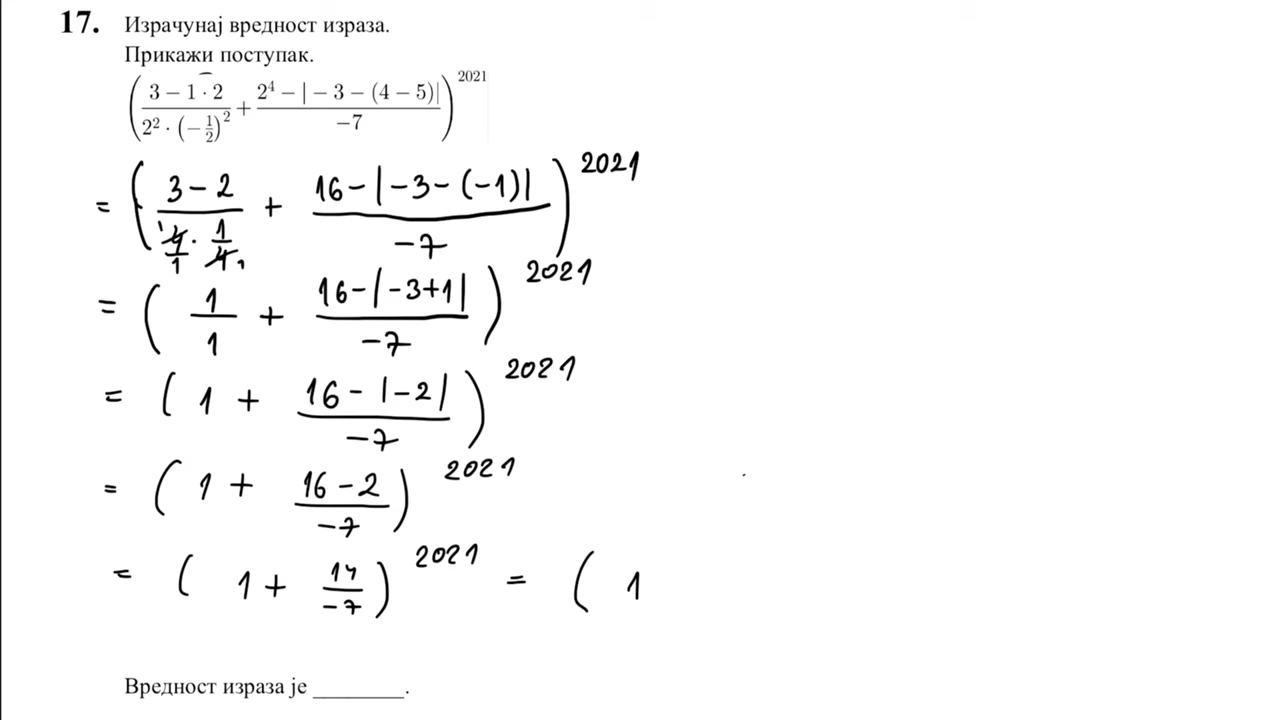 17. Израчунај вредност израза.
Прикажи поступак.
((3 − 1 · 2)/(2² · (−1/2)²) + (2⁴ − | − 3 − (4 − 5)|)/(−7))²⁰²¹
= ((3 − 2)/(4/1 · 1/4) + (16 − |−3 − (−1)|)/(−7))²⁰²¹
= (1/1 + (16 − |−3+1|)/(−7))²⁰²¹
= (1 + (16 − |−2|)/(−7))²⁰²¹
= (1 + (16 − 2)/(−7))²⁰²¹
= (1 + 14/(−7))²⁰²¹ = (1
Вредност израза је ________.